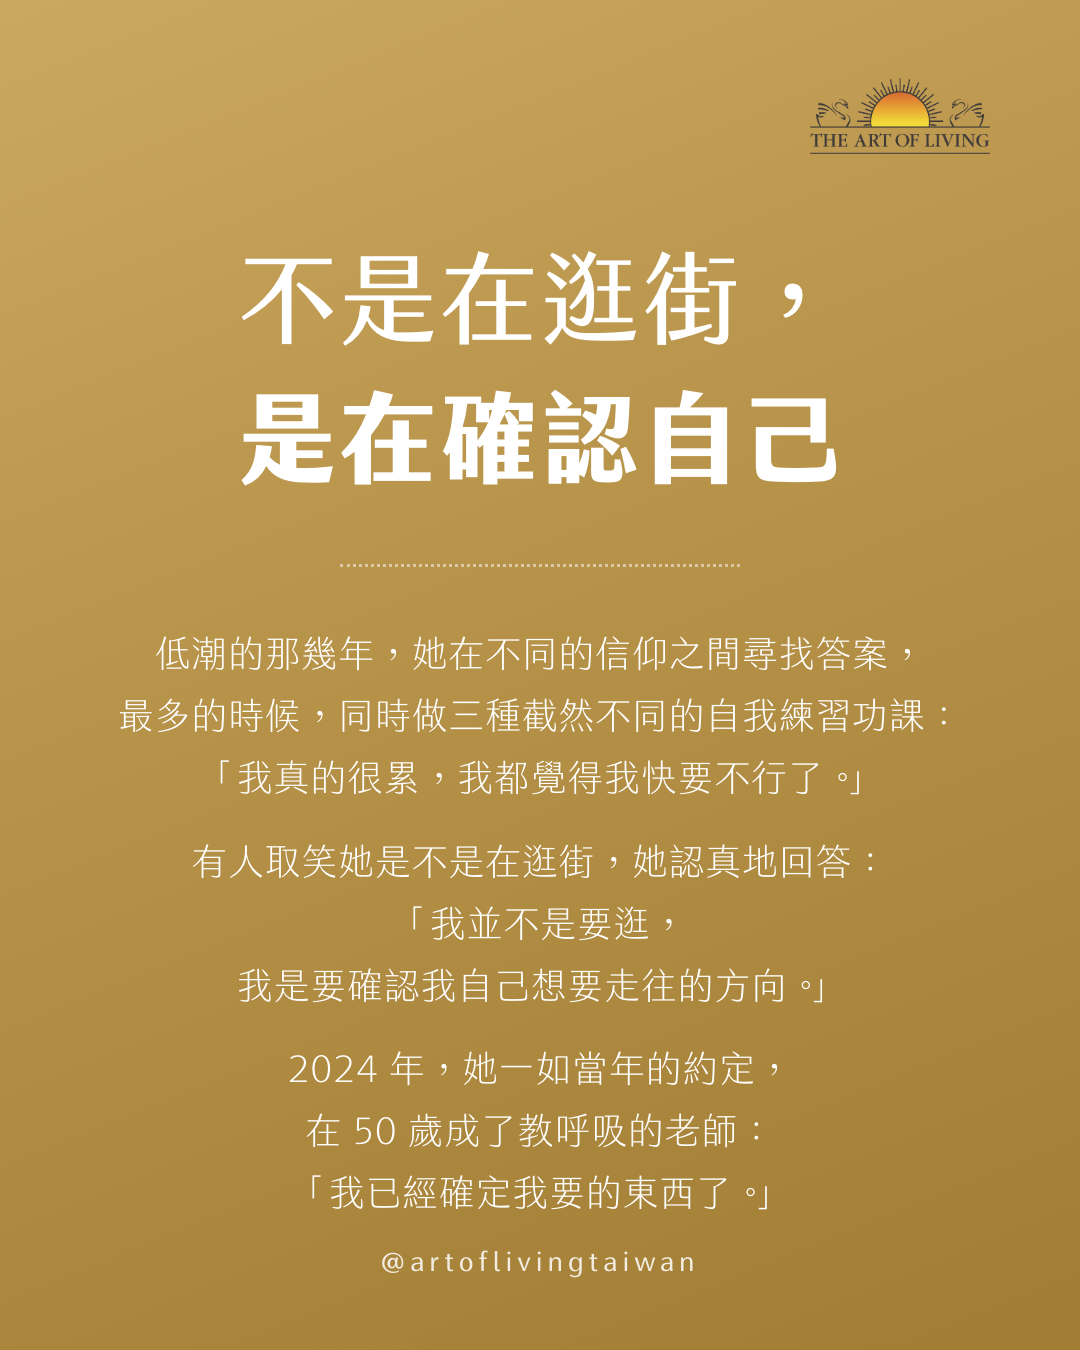 THE ART OF LIVING
不是在逛街，
是在確認自己
低潮的那幾年，她在不同的信仰之間尋找答案，
最多的時候，同時做三種截然不同的自我練習功課：
「我真的很累，我都覺得我快要不行了。」
有人取笑她是不是在逛街，她認真地回答：
「我並不是要逛，
我是要確認我自己想要走往的方向。」
2024 年，她一如當年的約定，
在 50 歲成了教呼吸的老師：
「我已經確定我要的東西了。」
@artoflivingtaiwan